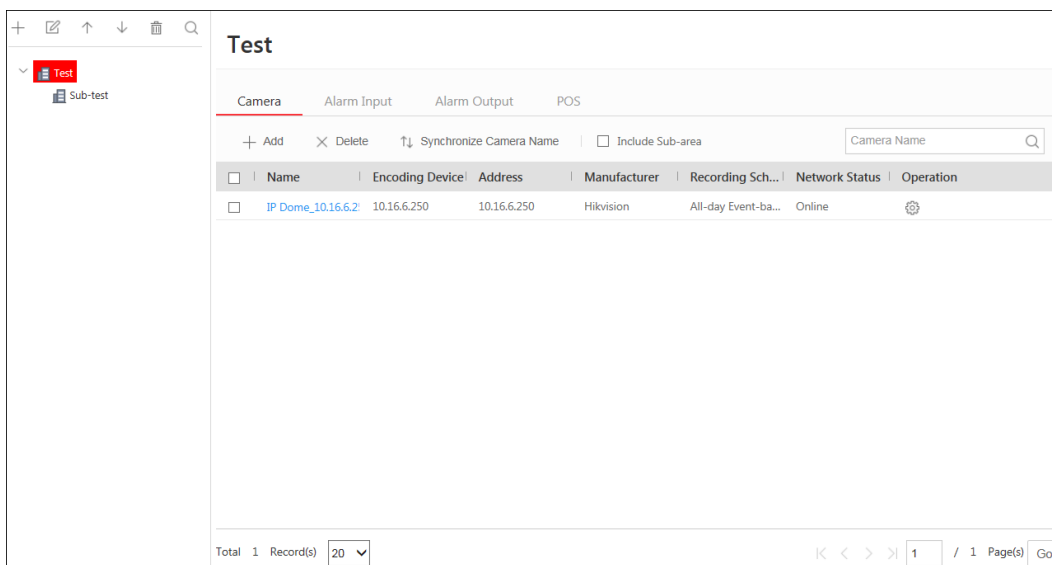 Test
Test
Sub-test
Camera Alarm Input Alarm Output POS
Add Delete Synchronize Camera Name Include Sub-area Camera Name
Name Encoding Device Address Manufacturer Recording Sch... Network Status Operation
IP Dome_10.16.6.2 10.16.6.250 10.16.6.250 Hikvision All-day Event-ba... Online
Total 1 Record(s) 20 1 / 1 Page(s) Go